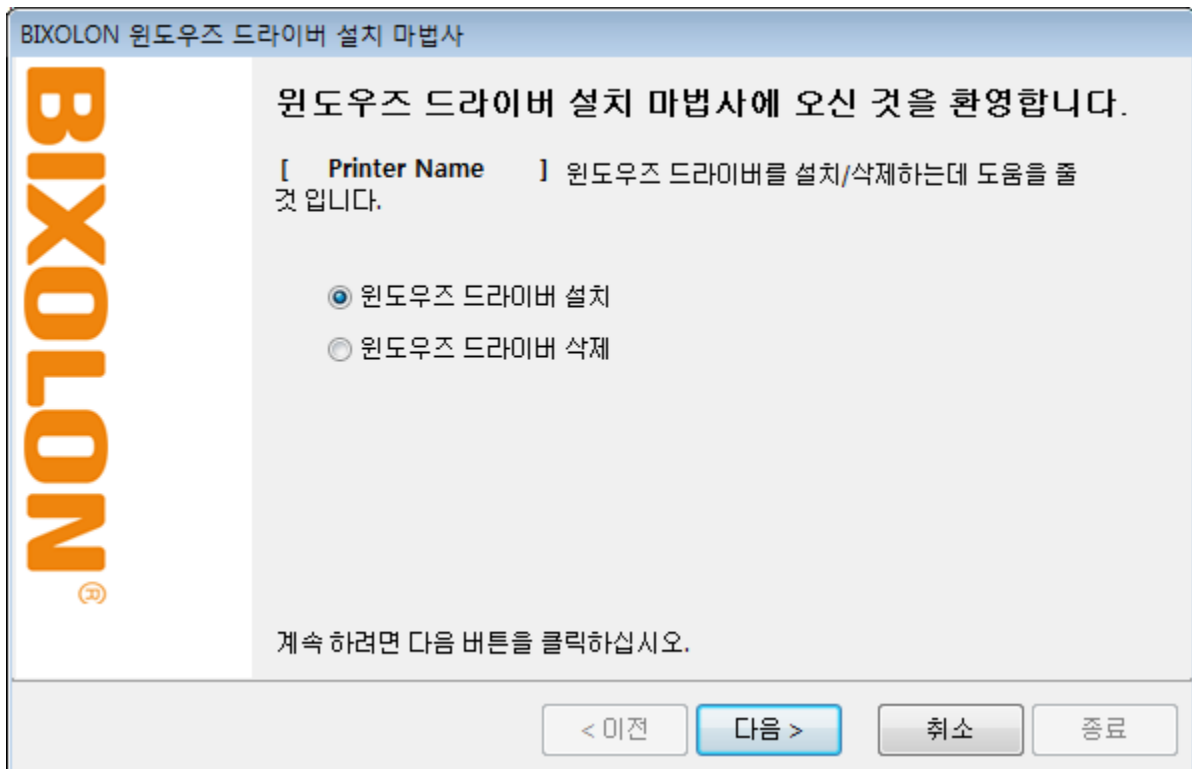 BIXOLON 윈도우즈 드라이버 설치 마법사
BIXOLON®
윈도우즈 드라이버 설치 마법사에 오신 것을 환영합니다.
[ Printer Name ] 윈도우즈 드라이버를 설치/삭제하는데 도움을 줄
것 입니다.
윈도우즈 드라이버 설치
윈도우즈 드라이버 삭제
계속 하려면 다음 버튼을 클릭하십시오.
< 이전 다음 > 취소 종료